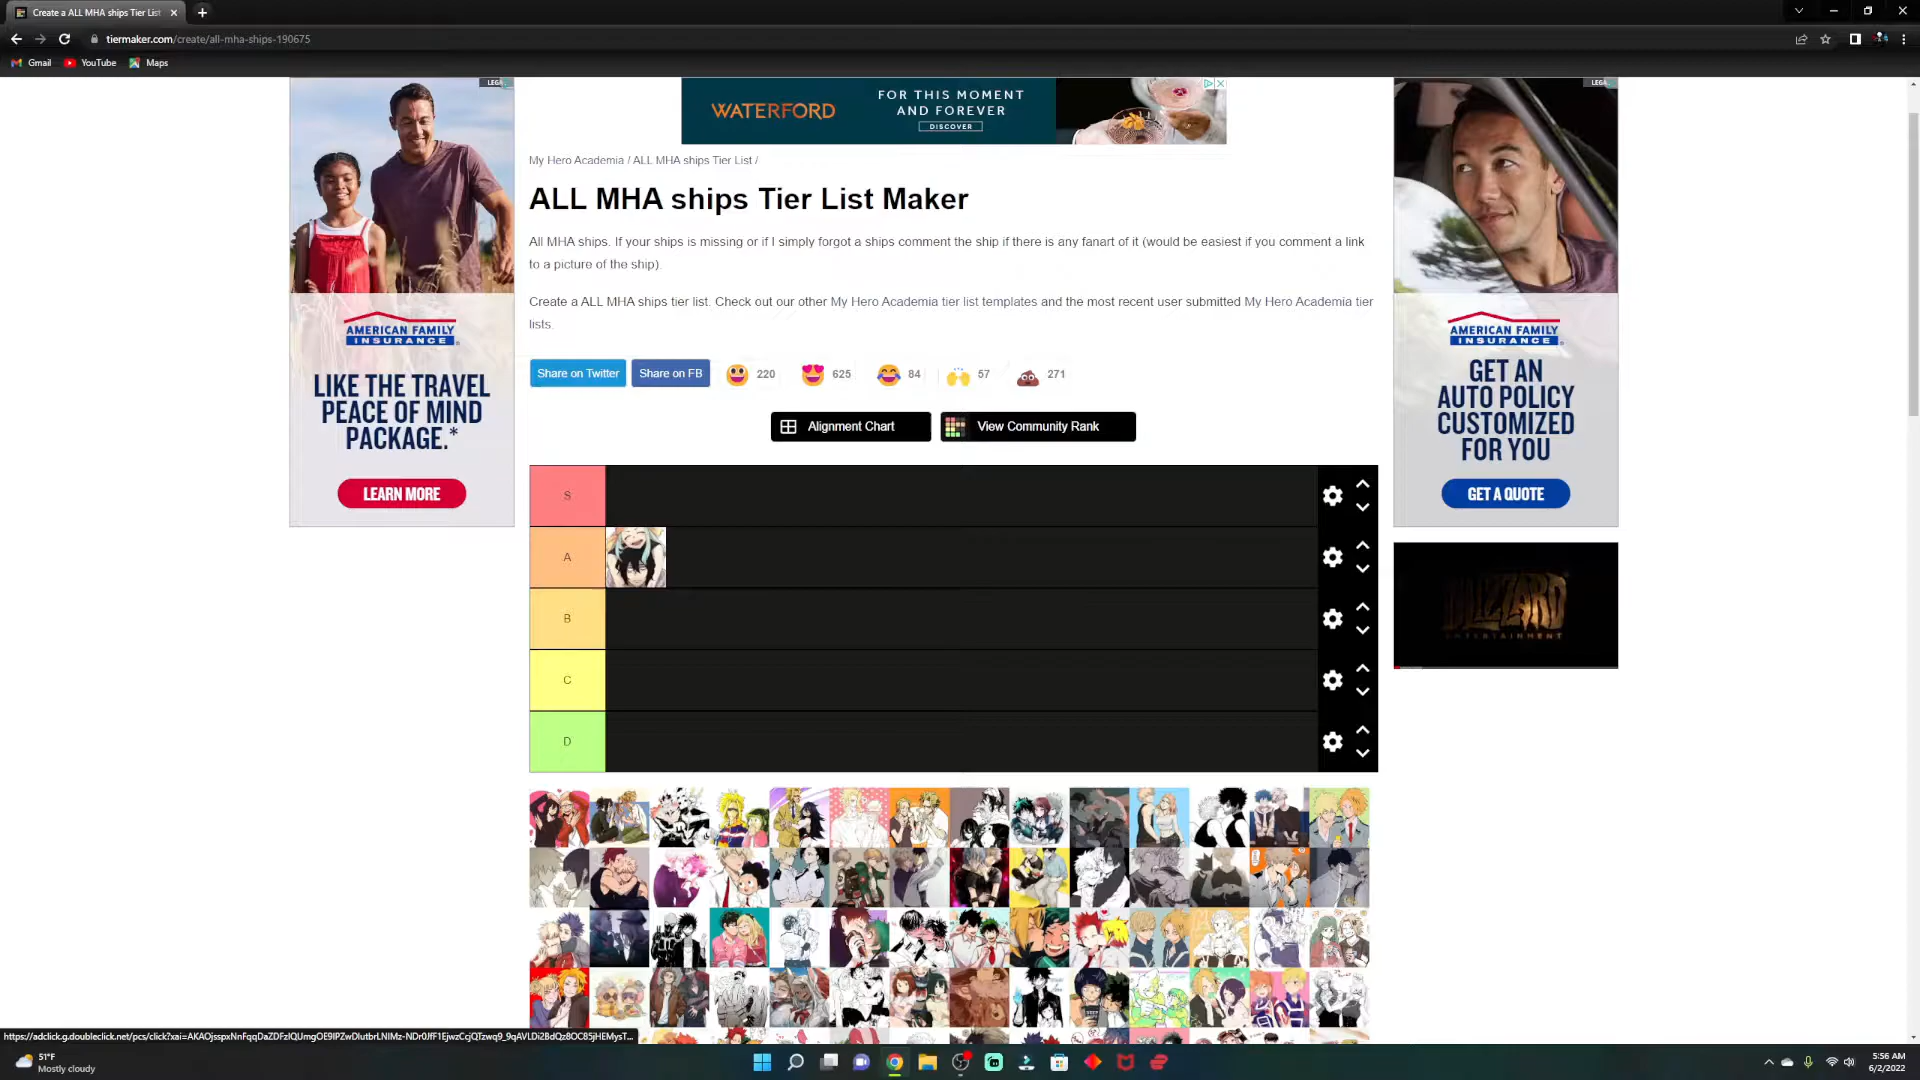 Create a ALL MHA ships Tier List
tiermaker.com/create/all-mha-ships-190675
Gmail
YouTube
Maps
WATERFORD
FOR THIS MOMENT
AND FOREVER
DISCOVER
My Hero Academia / ALL MHA ships Tier List /
ALL MHA ships Tier List Maker
All MHA ships. If your ships is missing or if I simply forgot a ships comment the ship if there is any fanart of it (would be easiest if you comment a link
to a picture of the ship).
Create a ALL MHA ships tier list. Check out our other My Hero Academia tier list templates and the most recent user submitted My Hero Academia tier
lists.
Share on Twitter
Share on FB
220
625
84
57
271
Alignment Chart
View Community Rank
S
A
B
C
D
AMERICAN FAMILY
INSURANCE
LIKE THE TRAVEL
PEACE OF MIND
PACKAGE.*
LEARN MORE
AMERICAN FAMILY
INSURANCE
GET AN
AUTO POLICY
CUSTOMIZED
FOR YOU
GET A QUOTE
BLIZZARD
ENTERTAINMENT
51°F
Mostly cloudy
5:56 AM
6/2/2022